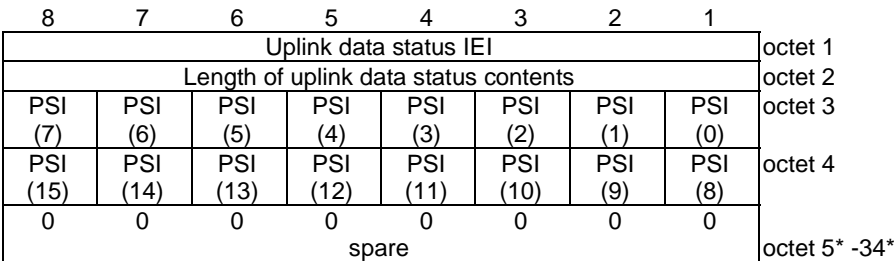 8 7 6 5 4 3 2 1
Uplink data status IEI octet 1
Length of uplink data status contents octet 2
PSI PSI PSI PSI PSI PSI PSI PSI octet 3
(7) (6) (5) (4) (3) (2) (1) (0)
PSI PSI PSI PSI PSI PSI PSI PSI octet 4
(15) (14) (13) (12) (11) (10) (9) (8)
0 0 0 0 0 0 0 0
spare octet 5* -34*